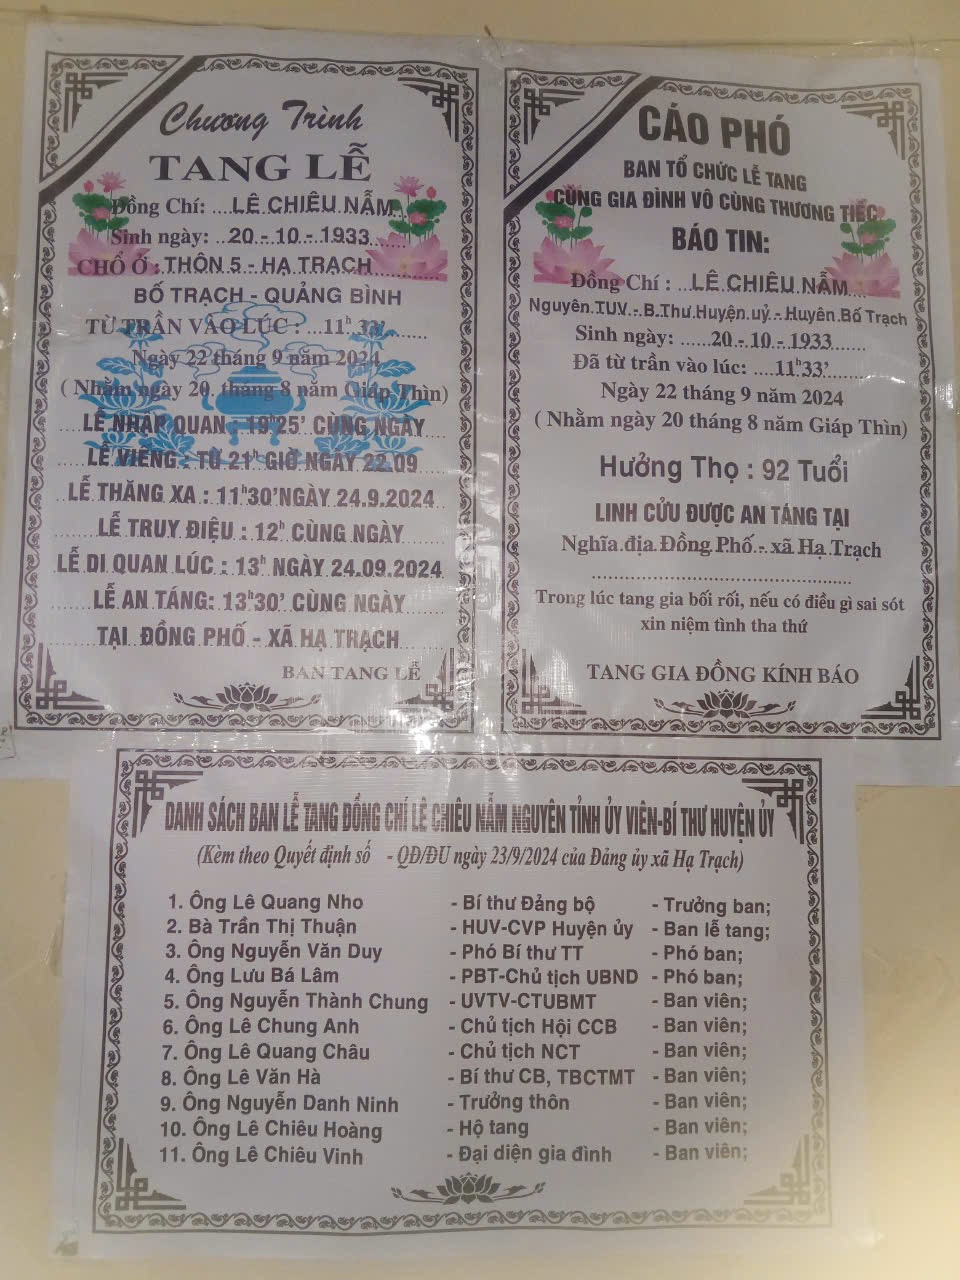 Chương Trình
TANG LỄ
Đồng Chí: ....LÊ CHIÊU NẪM..
Sinh ngày: ..20 - 10 - 1933......
CHỔ Ở : THÔN 5 - HẠ TRẠCH............
BỐ TRẠCH - QUẢNG BÌNH
TỪ TRẦN VÀO LÚC : ...11h 33'.......
Ngày 22 tháng 9 năm 2024
( Nhằm ngày 20 tháng 8 năm Giáp Thìn)
LỄ NHẬP QUAN : 19h25' CÙNG NGÀY
LỄ VIẾNG : TỪ 21h GIỜ NGÀY 22.09
LỄ THĂNG XA : 11h30'NGÀY 24.9.2024
LỄ TRUY ĐIỆU : 12h CÙNG NGÀY
LỄ DI QUAN LÚC : 13h NGÀY 24.09.2024
LỄ AN TÁNG: 13h30' CÙNG NGÀY
TẠI ĐỒNG PHỐ - XÃ HẠ TRẠCH
BAN TANG LỄ
CÁO PHÓ
BAN TỔ CHỨC LỄ TANG
CÙNG GIA ĐÌNH VÔ CÙNG THƯƠNG TIẾC
BÁO TIN:
Đồng Chí : ..LÊ CHIÊU NẪM...
Nguyên TUV - B.Thư Huyện uỷ - Huyện Bố Trạch
Sinh ngày: ......20 - 10 - 1933......
Đã từ trần vào lúc: ....11h33'.......
Ngày 22 tháng 9 năm 2024
( Nhằm ngày 20 tháng 8 năm Giáp Thìn)
Hưởng Thọ : 92 Tuổi
LINH CỬU ĐƯỢC AN TÁNG TẠI
Nghĩa địa Đồng Phố - xã Hạ Trạch
Trong lúc tang gia bối rối, nếu có điều gì sai sót
xin niệm tình tha thứ
TANG GIA ĐỒNG KÍNH BÁO
DANH SÁCH BAN LỄ TANG ĐỒNG CHÍ LÊ CHIÊU NẪM NGUYÊN TỈNH ỦY VIÊN-BÍ THƯ HUYỆN ỦY
(Kèm theo Quyết định số - QĐ/ĐU ngày 23/9/2024 của Đảng ủy xã Hạ Trạch)
1. Ông Lê Quang Nho - Bí thư Đảng bộ - Trưởng ban;
2. Bà Trần Thị Thuận - HUV-CVP Huyện ủy - Ban lễ tang;
3. Ông Nguyễn Văn Duy - Phó Bí thư TT - Phó ban;
4. Ông Lưu Bá Lâm - PBT-Chủ tịch UBND - Phó ban;
5. Ông Nguyễn Thành Chung - UVTV-CTUBMT - Ban viên;
6. Ông Lê Chung Anh - Chủ tịch Hội CCB - Ban viên;
7. Ông Lê Quang Châu - Chủ tịch NCT - Ban viên;
8. Ông Lê Văn Hà - Bí thư CB, TBCTMT - Ban viên;
9. Ông Nguyễn Danh Ninh - Trưởng thôn - Ban viên;
10. Ông Lê Chiêu Hoàng - Hộ tang - Ban viên;
11. Ông Lê Chiêu Vinh - Đại diện gia đình - Ban viên;